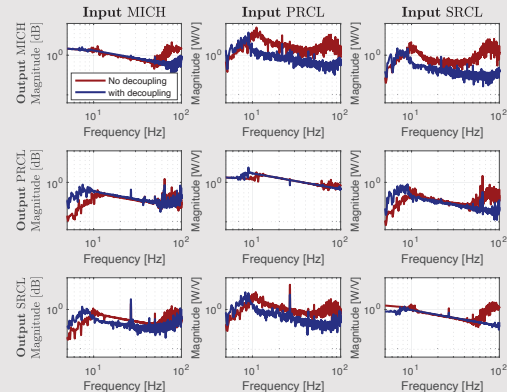 Input MICH Input PRCL Input SRCL
Output MICH
Magnitude [dB]
10^0
No decoupling
with decoupling
10^1 10^2
Frequency [Hz]
Magnitude [W/V]
10^0
10^1 10^2
Frequency [Hz]
Magnitude [W/V]
10^0
10^1 10^2
Frequency [Hz]
Output PRCL
Magnitude [dB]
10^0
10^1 10^2
Frequency [Hz]
Magnitude [W/V]
10^0
10^1 10^2
Frequency [Hz]
Magnitude [W/V]
10^0
10^1 10^2
Frequency [Hz]
Output SRCL
Magnitude [dB]
10^0
10^1 10^2
Frequency [Hz]
Magnitude [W/V]
10^0
10^1 10^2
Frequency [Hz]
Magnitude [W/V]
10^0
10^1 10^2
Frequency [Hz]